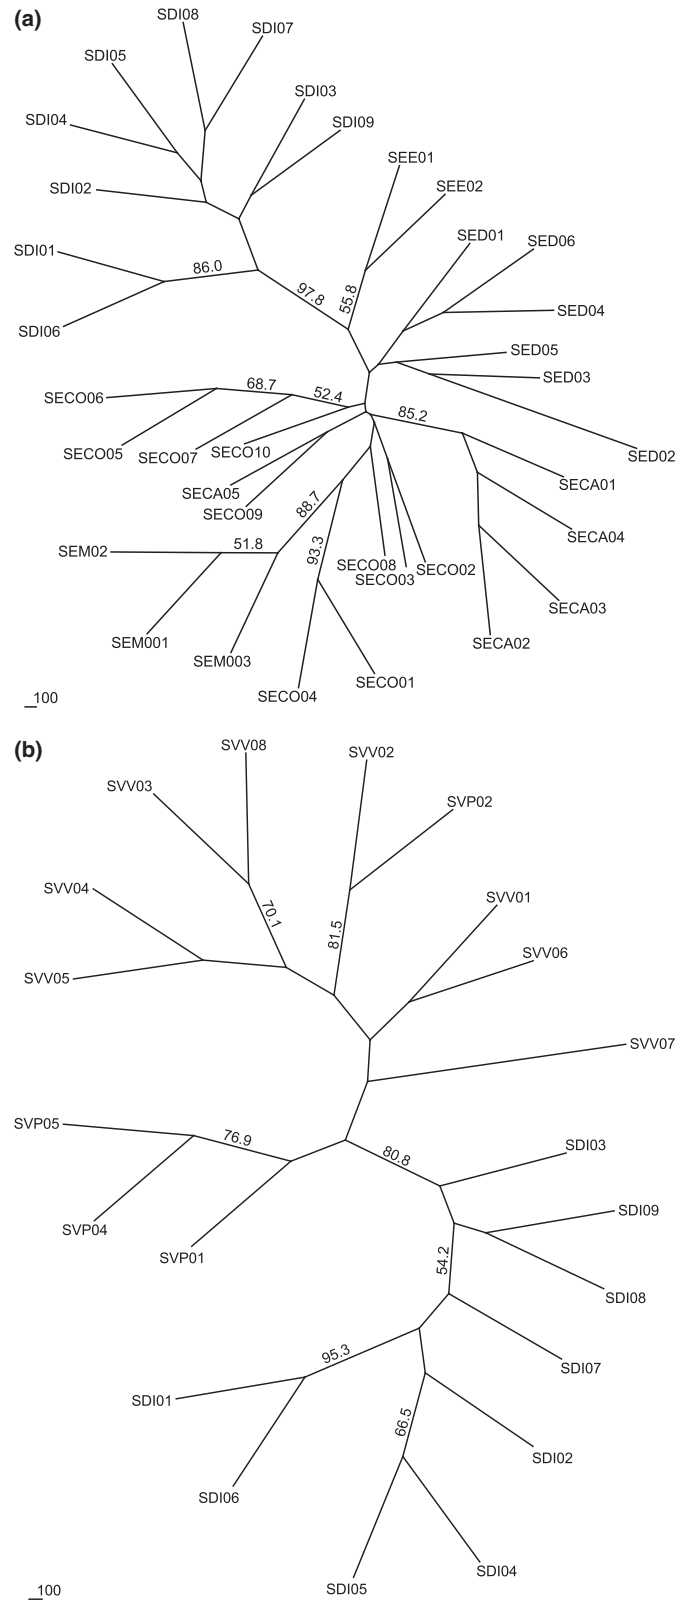 (a)
SDI08
SDI07
SDI05
SDI03
SDI04
SDI09
SEE01
SDI02
SEE02
SED01
SED06
SDI01
86.0
97.8
55.8
SED04
SDI06
SED05
SED03
68.7
52.4
SECO06
85.2
SECO05
SECO07
SECO10
SED02
SECA05
SECA01
SECO09
88.7
SECA04
93.3
51.8
SEM02
SECO08
SECO03
SECO02
SECA03
SEM001
SECA02
SEM003
SECO01
SECO04
100
(b)
SVV08
SVV02
SVV03
SVP02
SVV04
SVV01
70.1
81.5
SVV06
SVV05
SVV07
SVP05
76.9
80.8
SDI03
SDI09
SVP04
SVP01
54.2
SDI08
95.3
SDI07
SDI01
66.5
SDI02
SDI06
SDI04
SDI05
100